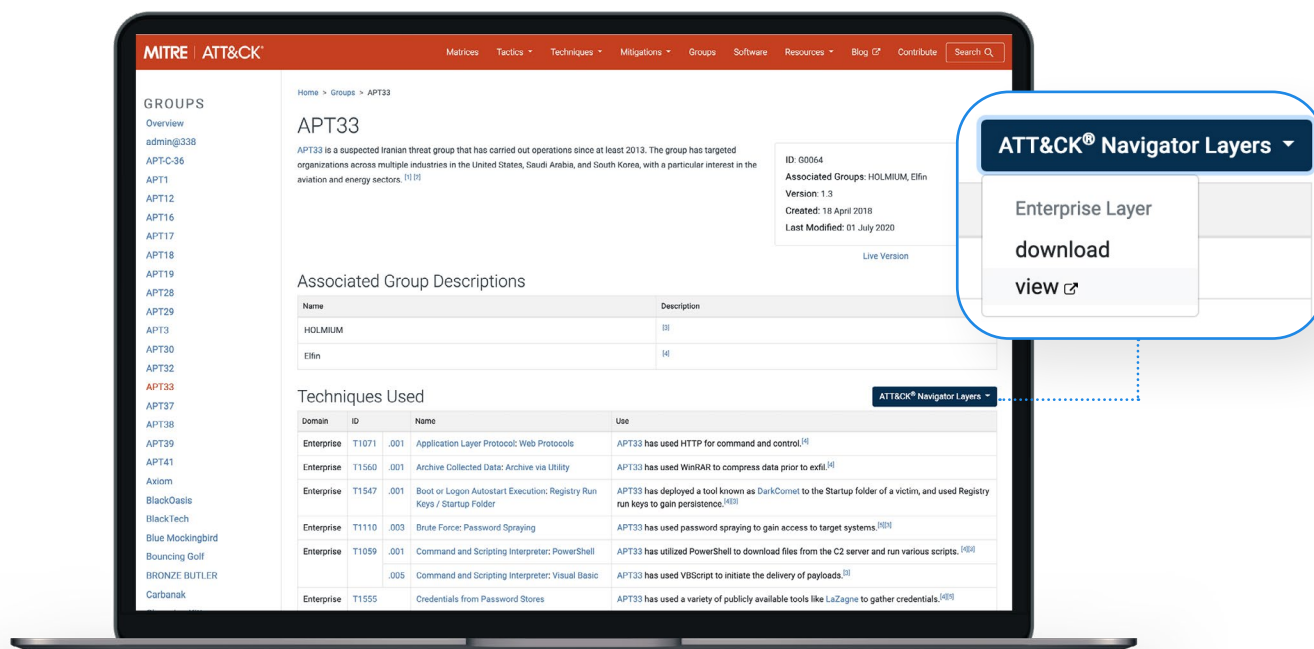 MITRE | ATT&CK®
Matrices Tactics Techniques Mitigations Groups Software Resources Blog Contribute Search
GROUPS
Overview
admin@338
APT-C-36
APT1
APT12
APT16
APT17
APT18
APT19
APT28
APT29
APT3
APT30
APT32
APT33
APT37
APT38
APT39
APT41
Axiom
BlackOasis
BlackTech
Blue Mockingbird
Bouncing Golf
BRONZE BUTLER
Carbanak
Home > Groups > APT33
APT33
APT33 is a suspected Iranian threat group that has carried out operations since at least 2013. The group has targeted
organizations across multiple industries in the United States, Saudi Arabia, and South Korea, with a particular interest in the
aviation and energy sectors. [1] [2]
ID: G0064
Associated Groups: HOLMIUM, Elfin
Version: 1.3
Created: 18 April 2018
Last Modified: 01 July 2020
Live Version
Associated Group Descriptions
Name Description
HOLMIUM [3]
Elfin [4]
Techniques Used
ATT&CK® Navigator Layers
Domain ID Name Use
Enterprise T1071 .001 Application Layer Protocol: Web Protocols APT33 has used HTTP for command and control.[4]
Enterprise T1560 .001 Archive Collected Data: Archive via Utility APT33 has used WinRAR to compress data prior to exfil.[4]
Enterprise T1547 .001 Boot or Logon Autostart Execution: Registry Run APT33 has deployed a tool known as DarkComet to the Startup folder of a victim, and used Registry
Keys / Startup Folder run keys to gain persistence.[4][3]
Enterprise T1110 .003 Brute Force: Password Spraying APT33 has used password spraying to gain access to target systems.[5][3]
Enterprise T1059 .001 Command and Scripting Interpreter: PowerShell APT33 has utilized PowerShell to download files from the C2 server and run various scripts. [4][3]
.005 Command and Scripting Interpreter: Visual Basic APT33 has used VBScript to initiate the delivery of payloads.[3]
Enterprise T1555 Credentials from Password Stores APT33 has used a variety of publicly available tools like LaZagne to gather credentials.[4][5]
ATT&CK® Navigator Layers
Enterprise Layer
download
view